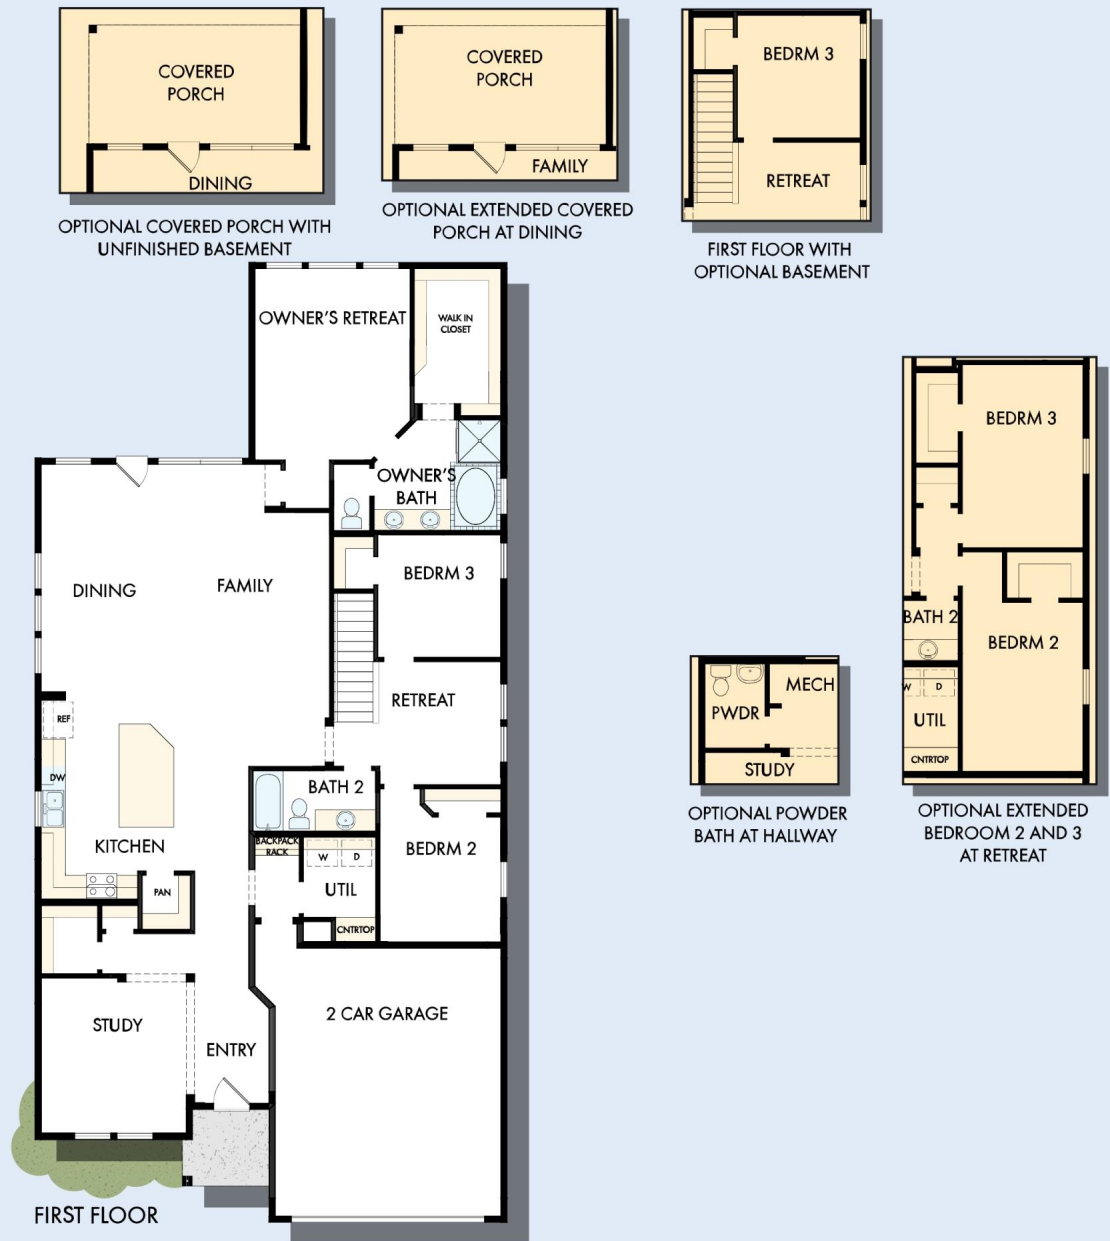 COVERED
PORCH
DINING
OPTIONAL COVERED PORCH WITH
UNFINISHED BASEMENT
COVERED
PORCH
FAMILY
OPTIONAL EXTENDED COVERED
PORCH AT DINING
BEDRM 3
RETREAT
FIRST FLOOR WITH
OPTIONAL BASEMENT
OWNER'S RETREAT
WALK IN
CLOSET
OWNER'S
BATH
DINING
FAMILY
BEDRM 3
RETREAT
REF
DW
KITCHEN
PAN
BATH 2
BACKPACK
RACK
W
D
UTIL
CNTRTOP
BEDRM 2
STUDY
ENTRY
2 CAR GARAGE
FIRST FLOOR
PWDR
MECH
STUDY
OPTIONAL POWDER
BATH AT HALLWAY
BEDRM 3
BATH 2
BEDRM 2
W
D
UTIL
CNTRTOP
OPTIONAL EXTENDED
BEDROOM 2 AND 3
AT RETREAT